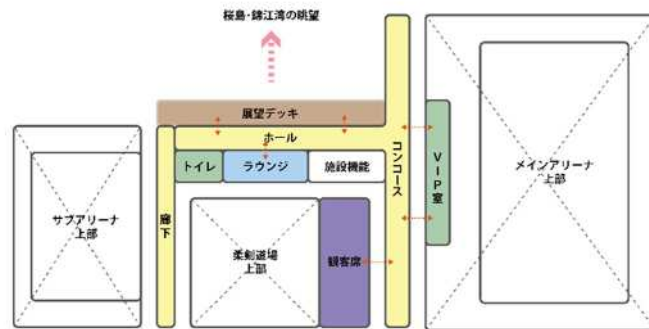 桜島・錦江湾の眺望
展望デッキ
ホール
トイレ
ラウンジ
施設機能
コンコース
VIP室
メインアリーナ
上部
サブアリーナ
上部
廊下
柔剣道場
上部
観客席